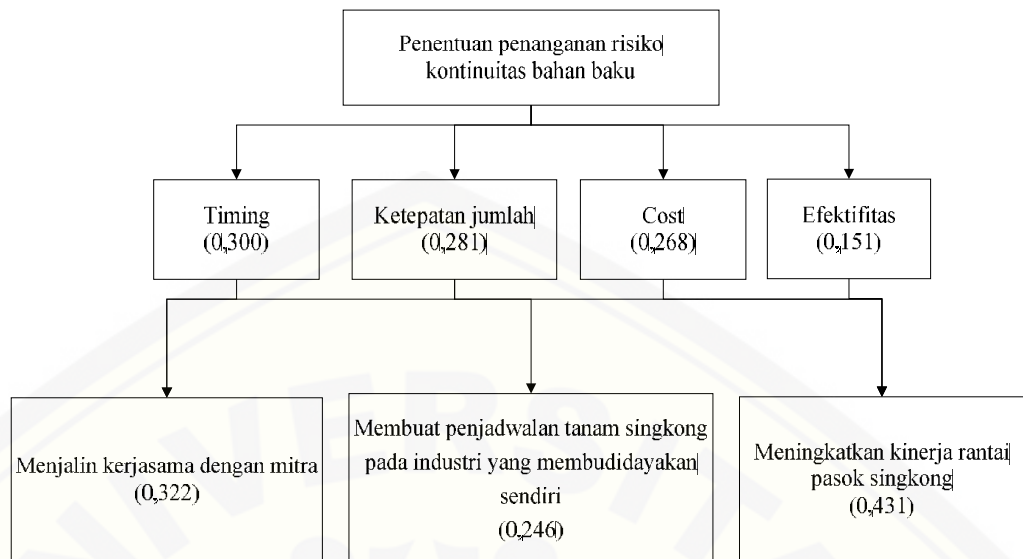 Penentuan penanganan risiko
kontinuitas bahan baku
Timing
(0,300)
Ketepatan jumlah
(0,281)
Cost
(0,268)
Efektifitas
(0,151)
Menjalin kerjasama dengan mitra
(0,322)
Membuat penjadwalan tanam singkong
pada industri yang membudidayakan
sendiri
(0,246)
Meningkatkan kinerja rantai
pasok singkong
(0,431)